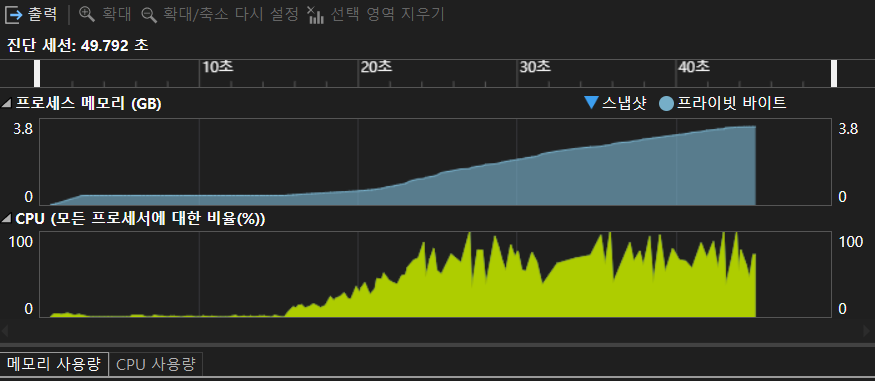 출력 확대 확대/축소 다시 설정 선택 영역 지우기
진단 세션: 49.792 초
10초 20초 30초 40초
프로세스 메모리 (GB) 스냅샷 프라이빗 바이트
3.8 3.8
0 0
CPU (모든 프로세서에 대한 비율(%))
100 100
0 0
메모리 사용량 CPU 사용량